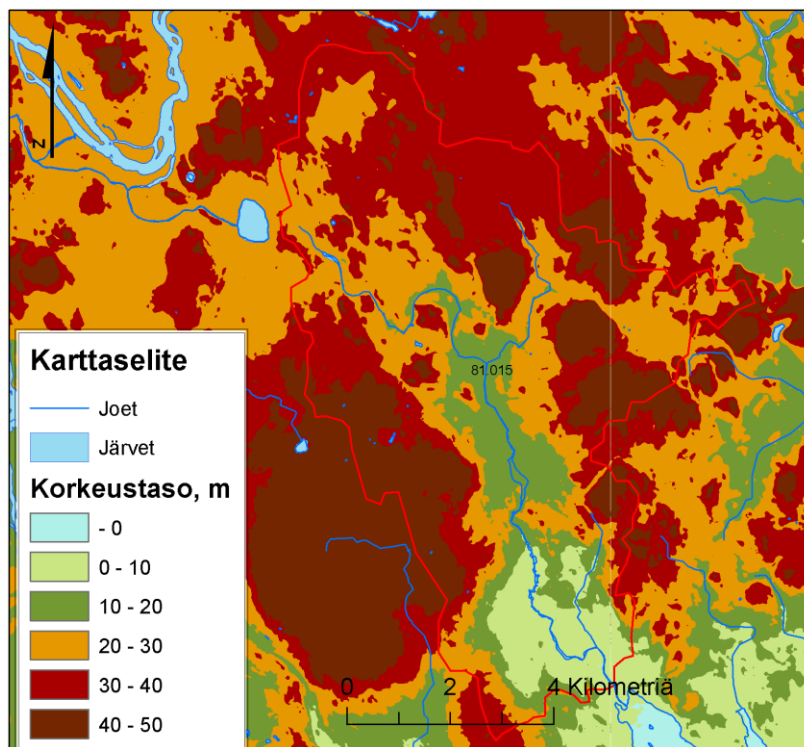 N
81.015
Karttaselite
Joet
Järvet
Korkeustaso, m
- 0
0 - 10
10 - 20
20 - 30
30 - 40
40 - 50
0 2 4 Kilometriä